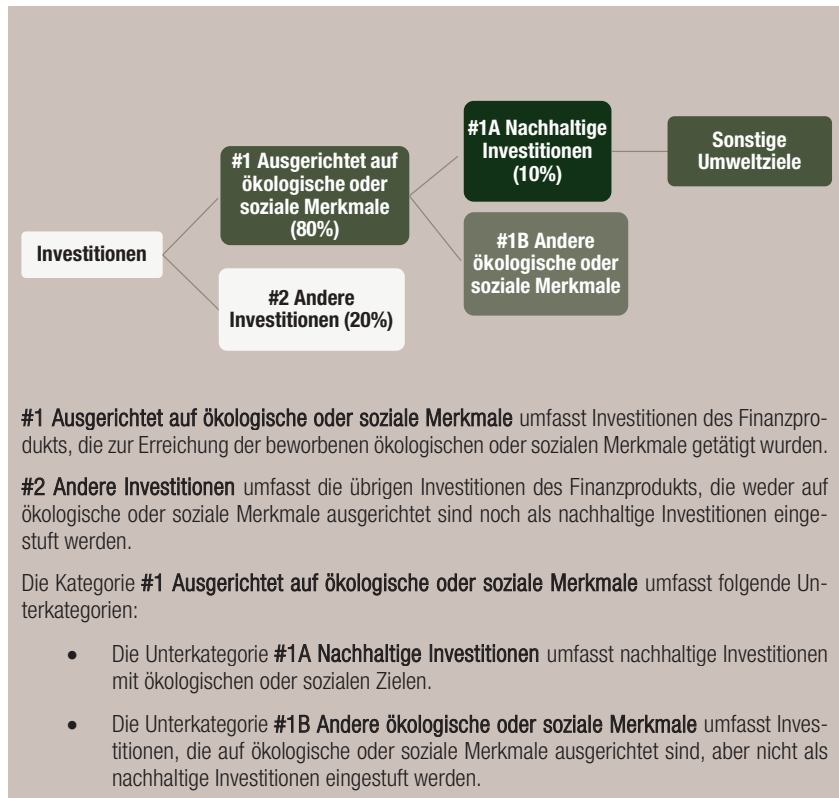 #1A Nachhaltige
Investitionen
(10%)
Sonstige
Umweltziele
#1 Ausgerichtet auf
ökologische oder
soziale Merkmale
(80%)
#1B Andere
ökologische oder
soziale Merkmale
Investitionen
#2 Andere
Investitionen (20%)
#1 Ausgerichtet auf ökologische oder soziale Merkmale umfasst Investitionen des Finanzpro-
dukts, die zur Erreichung der beworbenen ökologischen oder sozialen Merkmale getätigt wurden.
#2 Andere Investitionen umfasst die übrigen Investitionen des Finanzprodukts, die weder auf
ökologische oder soziale Merkmale ausgerichtet sind noch als nachhaltige Investitionen einge-
stuft werden.
Die Kategorie #1 Ausgerichtet auf ökologische oder soziale Merkmale umfasst folgende Un-
terkategorien:
• Die Unterkategorie #1A Nachhaltige Investitionen umfasst nachhaltige Investitionen
mit ökologischen oder sozialen Zielen.
• Die Unterkategorie #1B Andere ökologische oder soziale Merkmale umfasst Inves-
titionen, die auf ökologische oder soziale Merkmale ausgerichtet sind, aber nicht als
nachhaltige Investitionen eingestuft werden.